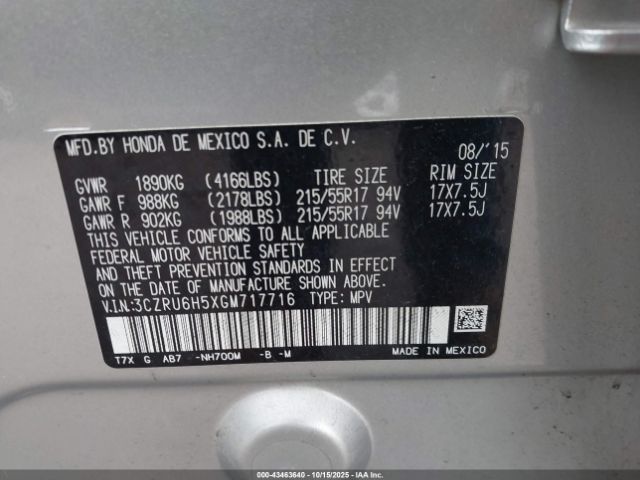 MFD.BY HONDA DE MEXICO S.A. DE C.V. 08/'15
GVWR 1890KG (4166LBS) TIRE SIZE RIM SIZE
GAWR F 988KG (2178LBS) 215/55R17 94V 17X7.5J
GAWR R 902KG (1988LBS) 215/55R17 94V 17X7.5J
THIS VEHICLE CONFORMS TO ALL APPLICABLE
FEDERAL MOTOR VEHICLE SAFETY
AND THEFT PREVENTION STANDARDS IN EFFECT
ON THE DATE OF MANUFACTURE SHOWN ABOVE.
V.I.N:3CZRU6H5XGM717716 TYPE: MPV
T7X G AB7 -NH700M -B -M MADE IN MEXICO
000-43463640 - 10/15/2025 - IAAI.COM